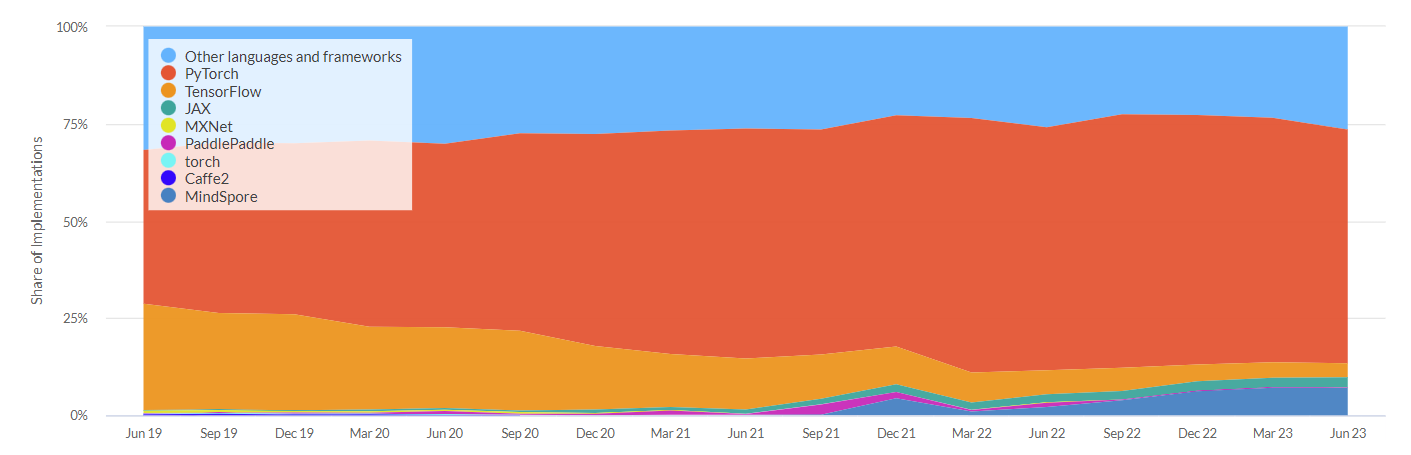 100%
75%
50%
25%
0%
Share of Implementations
Other languages and frameworks
PyTorch
TensorFlow
JAX
MXNet
PaddlePaddle
torch
Caffe2
MindSpore
Jun 19 Sep 19 Dec 19 Mar 20 Jun 20 Sep 20 Dec 20 Mar 21 Jun 21 Sep 21 Dec 21 Mar 22 Jun 22 Sep 22 Dec 22 Mar 23 Jun 23